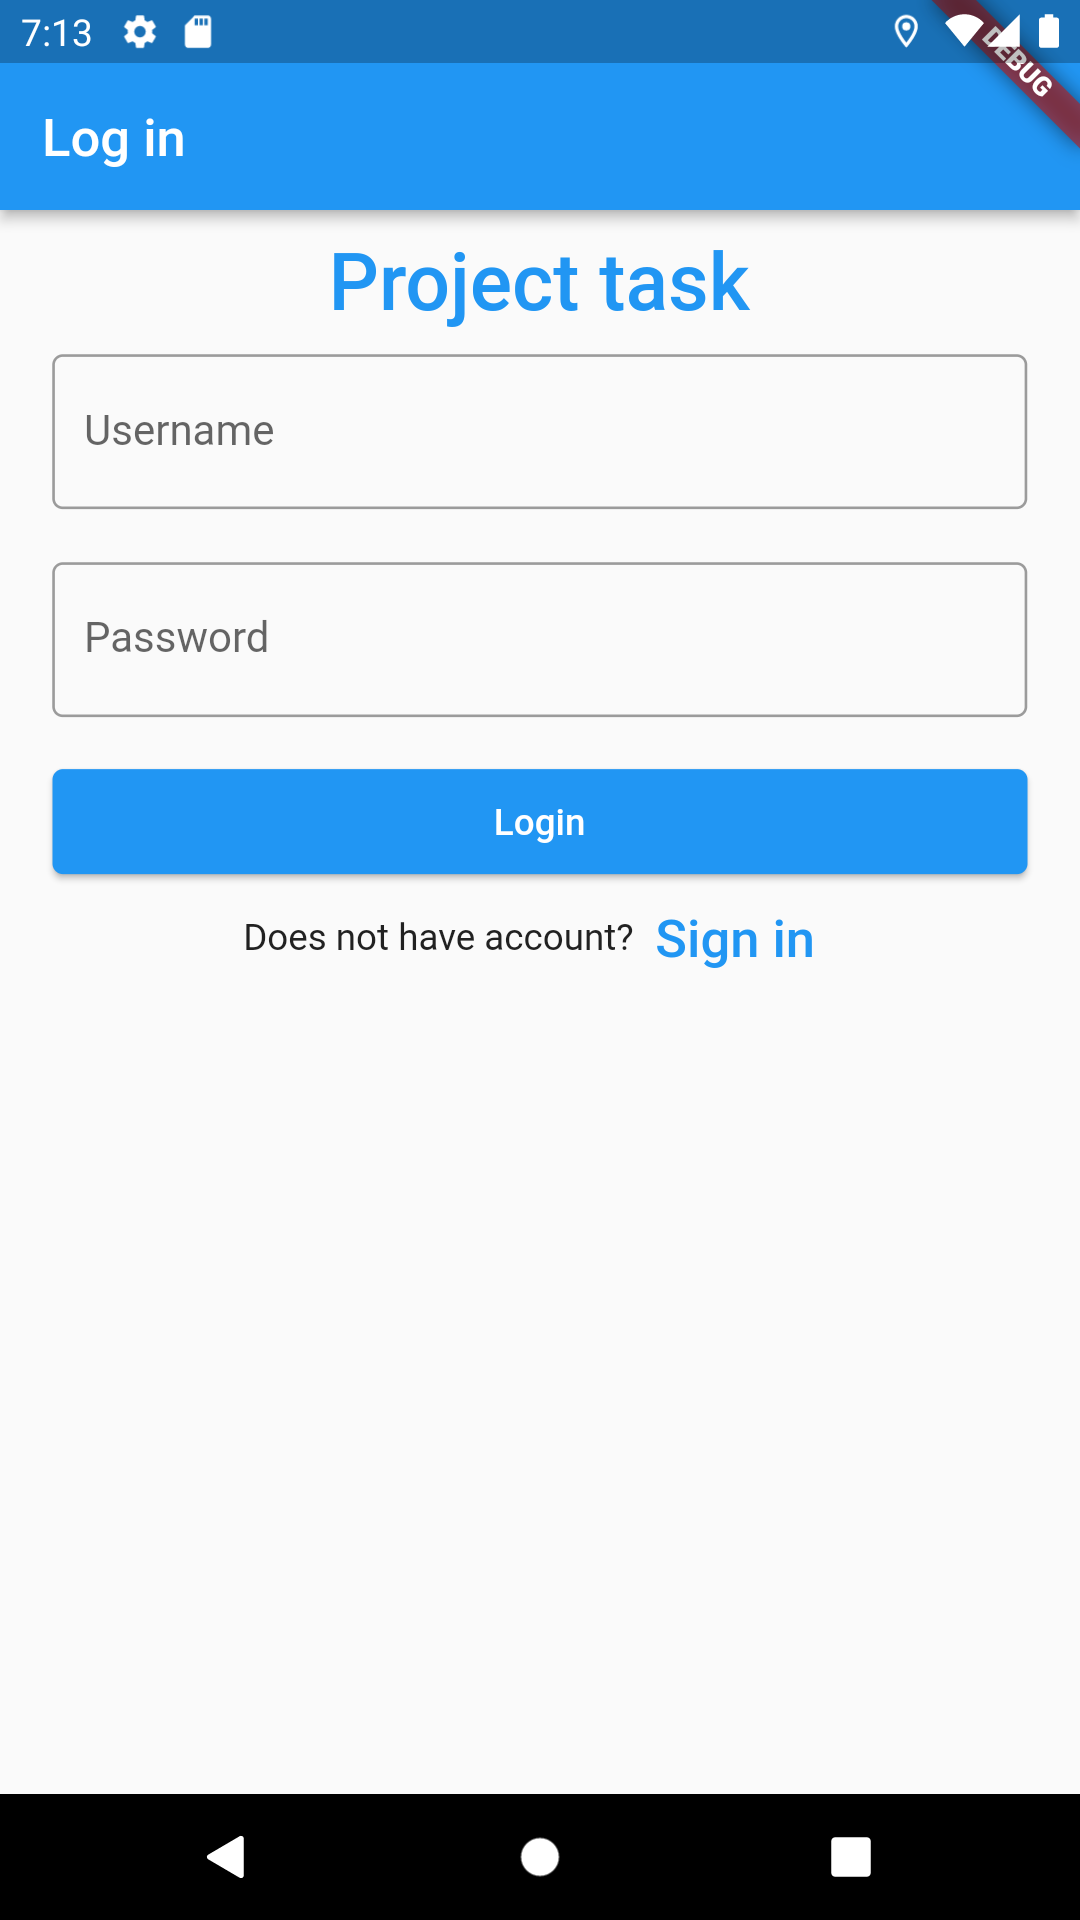 7:13
DEBUG
Log in
Project task
Username
Password
Login
Does not have account? Sign in